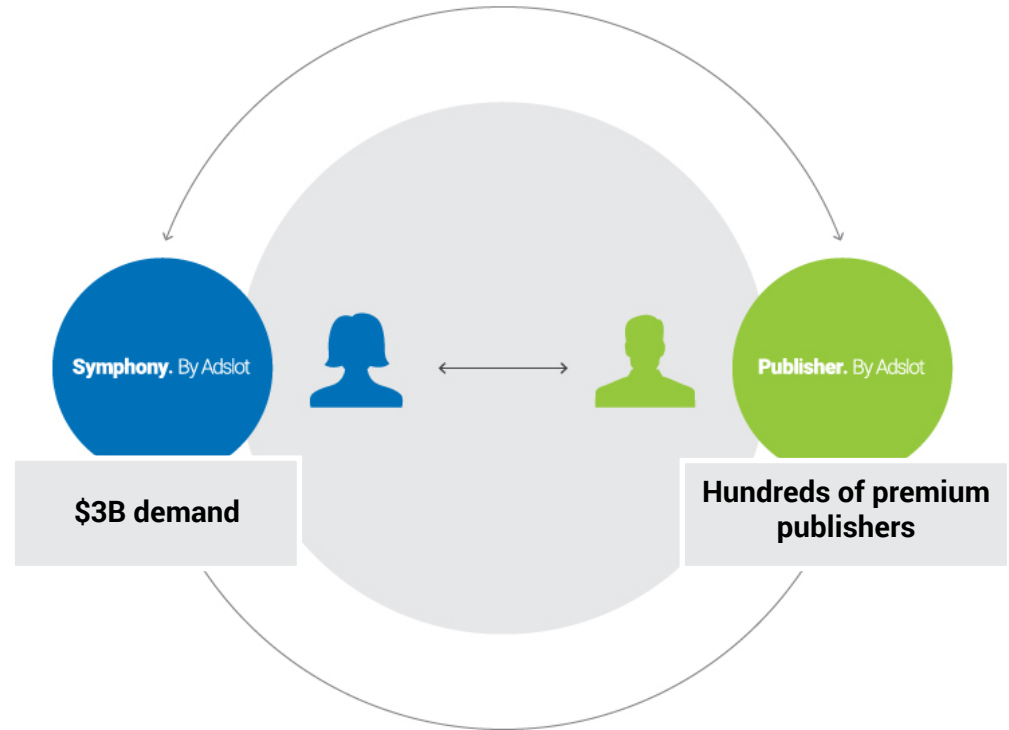 Symphony. By Adslot
Publisher. By Adslot
$3B demand
Hundreds of premium
publishers